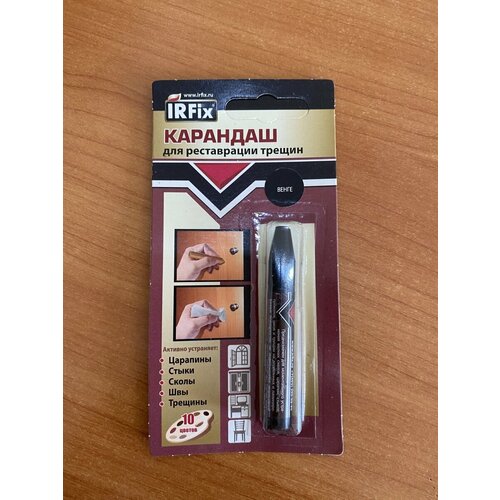 www.irfix.ru
IRFix
КАРАНДАШ
для реставрации трещин
ВЕНГЕ
Активно устраняет:
Царапины
Стыки
Сколы
Швы
Трещины
10
цветов